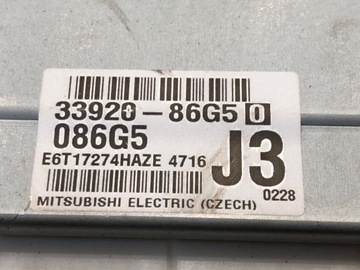 33920-86G5 0
086G5
J3
E6T17274HAZE 4716
0228
MITSUBISHI ELECTRIC (CZECH)